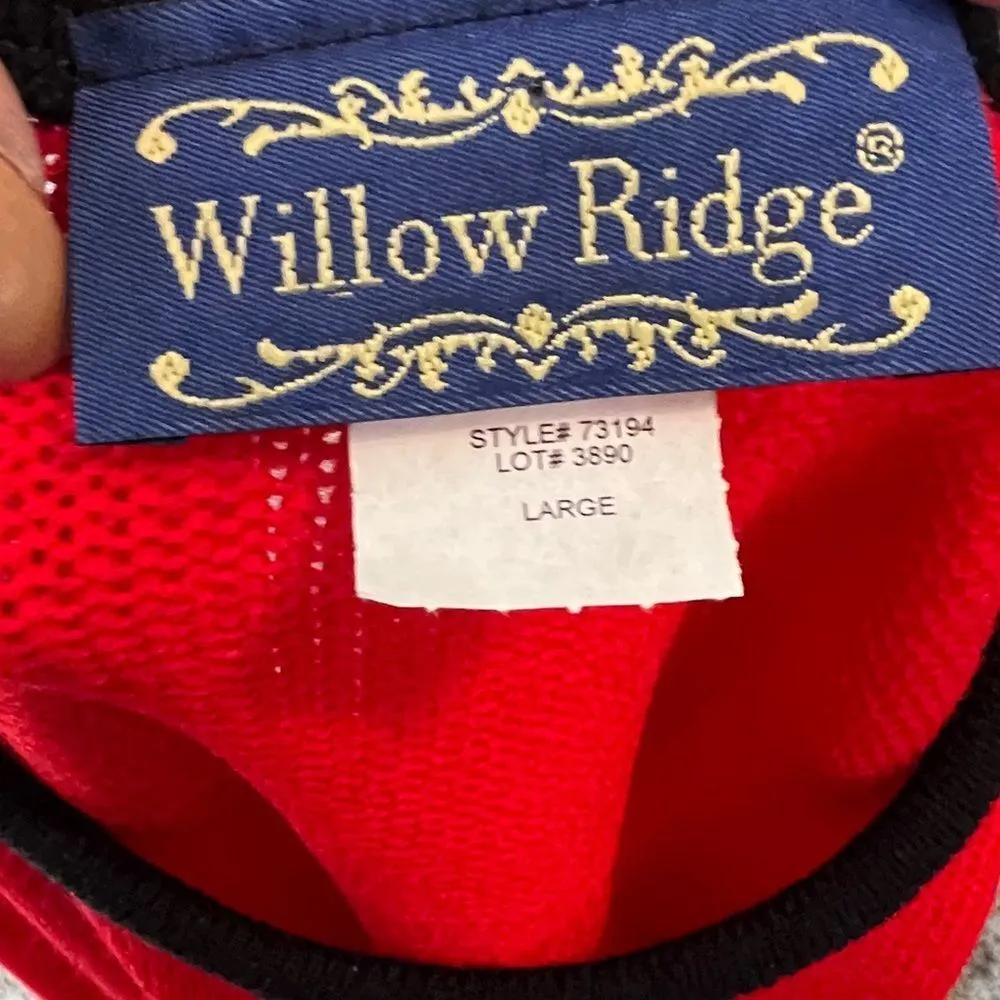 Willow Ridge®
STYLE# 73194
LOT# 3890
LARGE